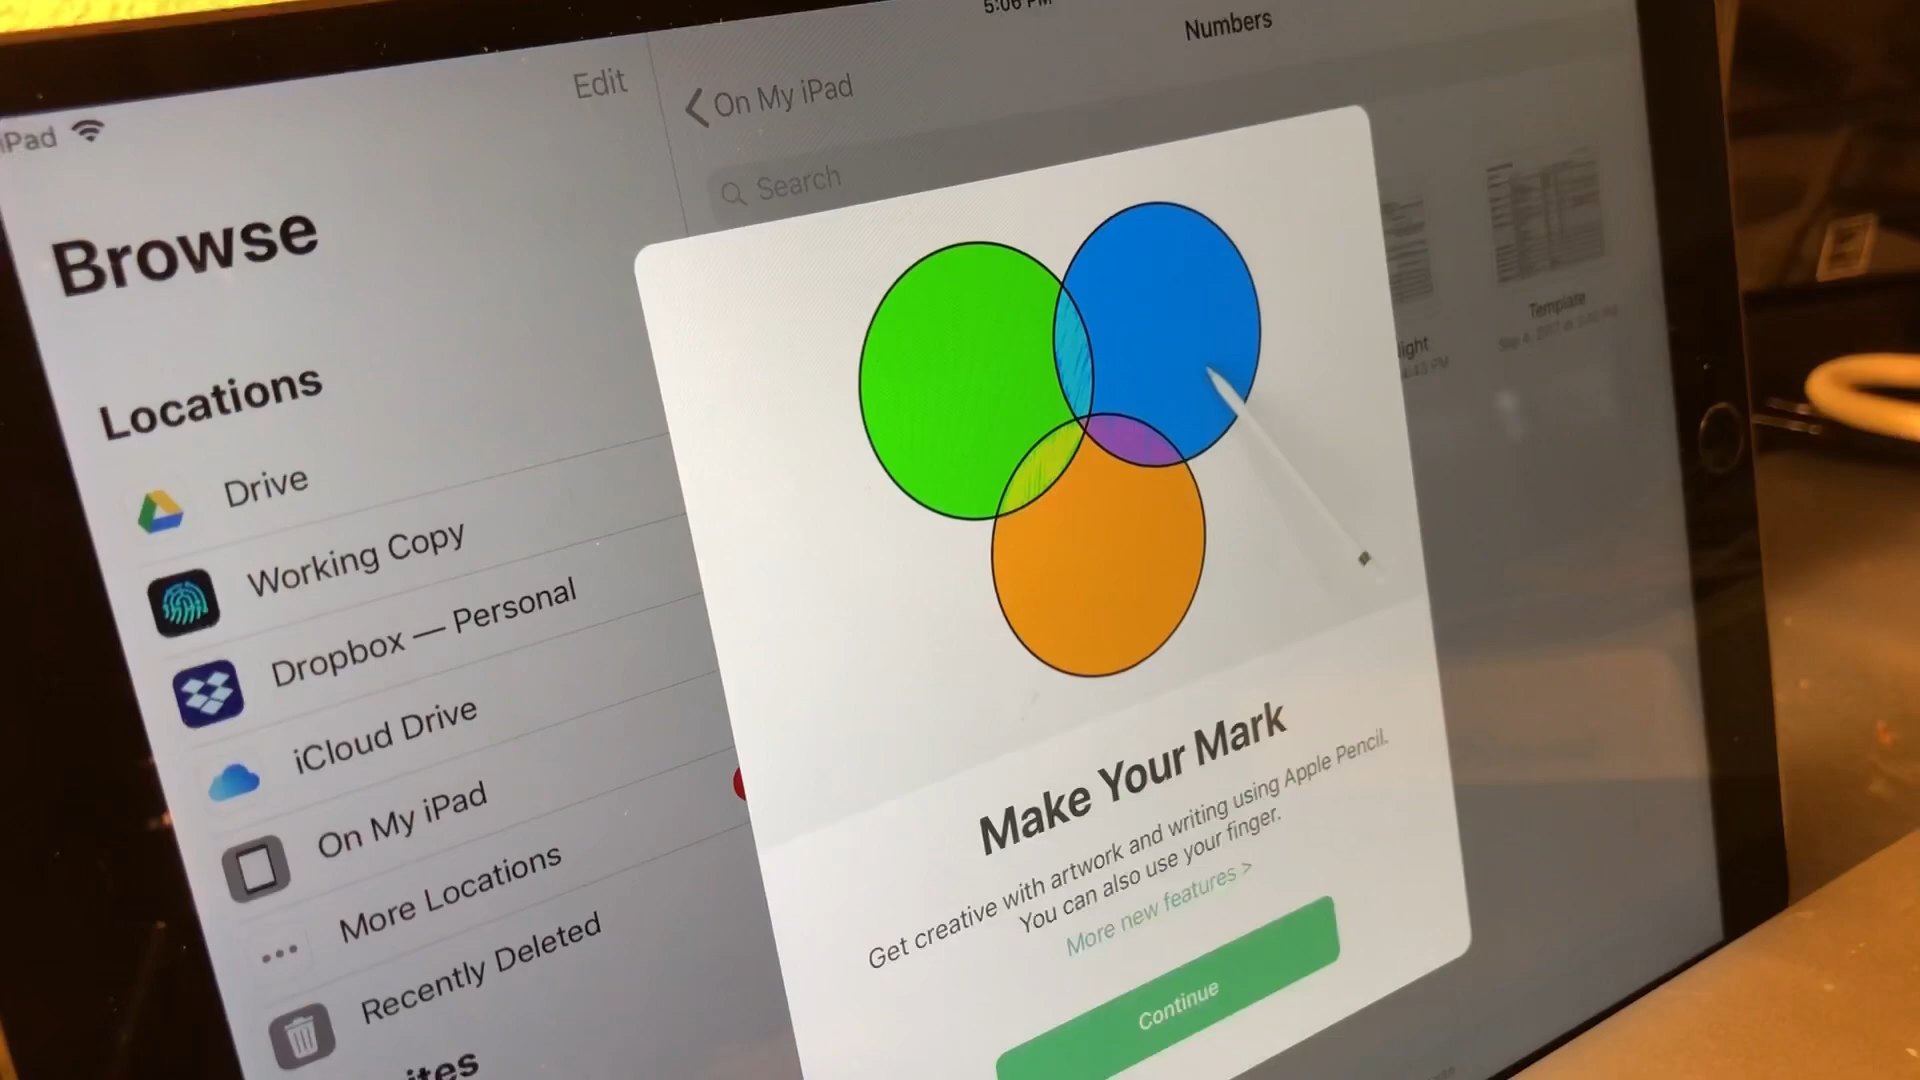 5:06 PM
iPad
Edit
Browse
Locations
Drive
Working Copy
Dropbox — Personal
iCloud Drive
On My iPad
More Locations
Recently Deleted
Numbers
On My iPad
Search
Template
Make Your Mark
Get creative with artwork and writing using Apple Pencil.
You can also use your finger.
More new features >
Continue